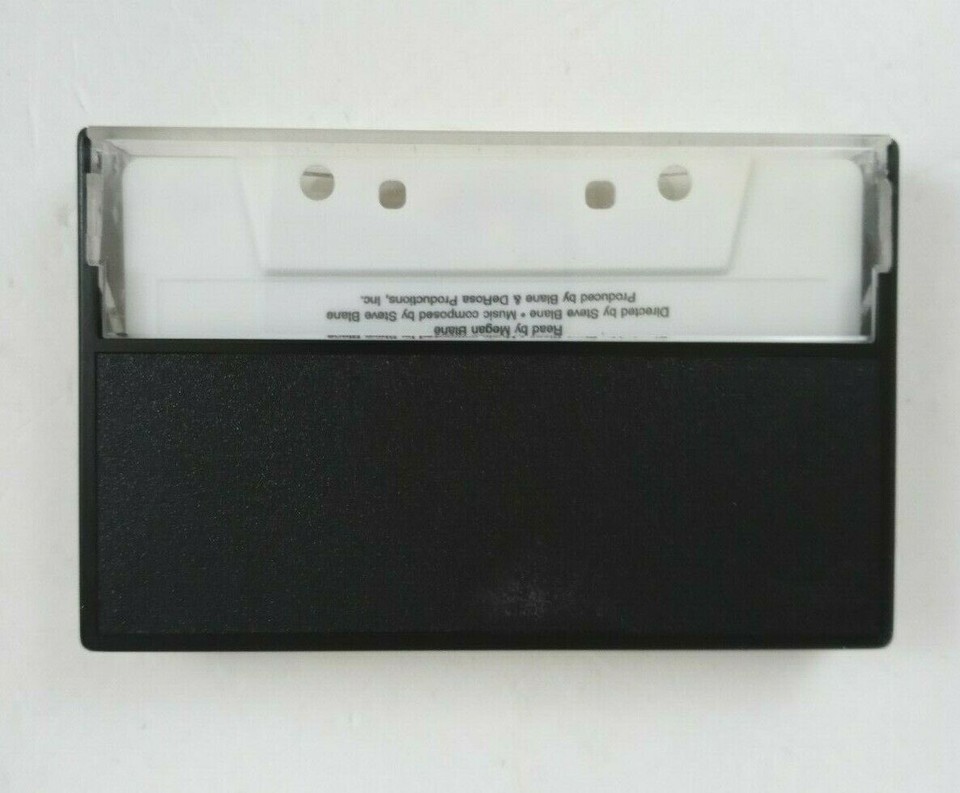 Read by Megan Blane
Directed by Steve Blane • Music composed by Steve Blane
Produced by Blane & DeRosa Productions, Inc.